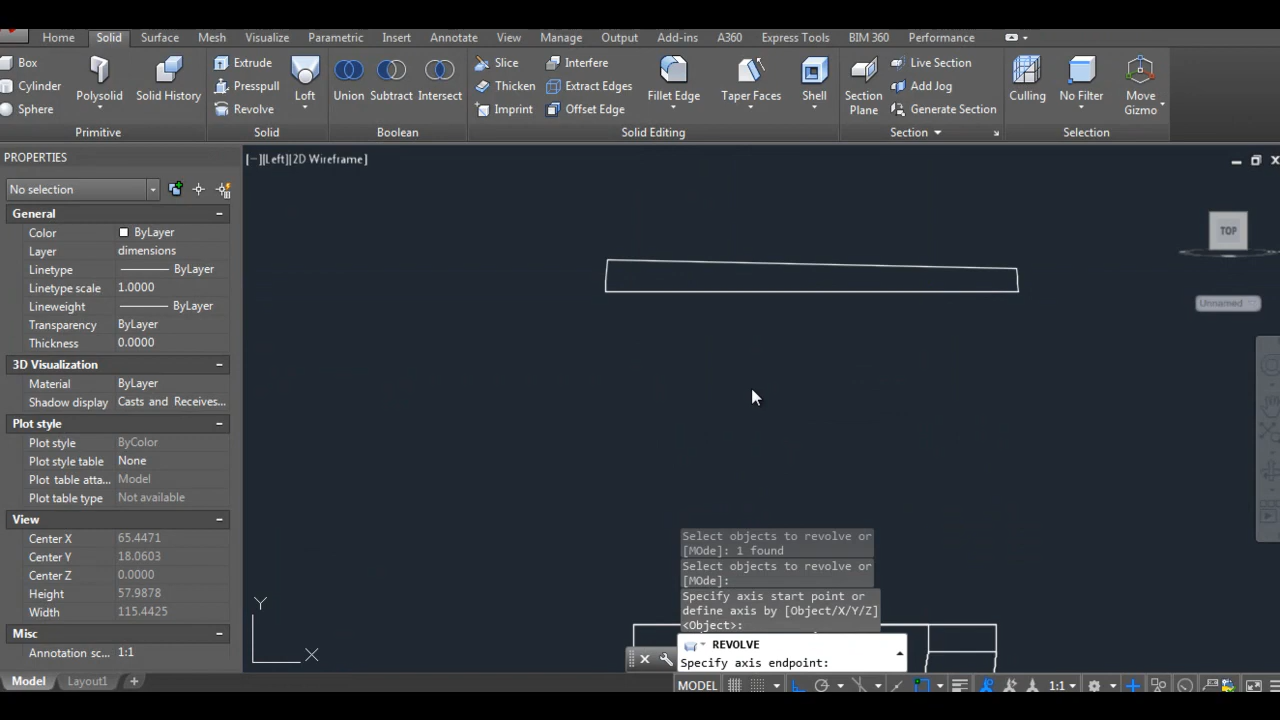 Home Solid Surface Mesh Visualize Parametric Insert Annotate View Manage Output Add-ins A360 Express Tools BIM 360 Performance
Box Polysolid Solid History Extrude Loft Union Subtract Intersect Slice Interfere Fillet Edge Taper Faces Shell Section Plane Live Section Culling No Filter Move Gizmo
Cylinder Presspull Thicken Extract Edges Add Jog
Sphere Revolve Imprint Offset Edge Generate Section
Primitive Solid Boolean Solid Editing Section Selection
PROPERTIES
[−][Left][2D Wireframe]
No selection
General
Color ByLayer
Layer dimensions
Linetype ByLayer
Linetype scale 1.0000
Lineweight ByLayer
Transparency ByLayer
Thickness 0.0000
3D Visualization
Material ByLayer
Shadow display Casts and Receives...
Plot style
Plot style ByColor
Plot style table None
Plot table atta... Model
Plot table type Not available
View
Center X 65.4471
Center Y 18.0603
Center Z 0.0000
Height 57.9878
Width 115.4425
Misc
Annotation sc... 1:1
TOP
Unnamed
Y
X
Select objects to revolve or
[MOde]: 1 found
Select objects to revolve or
[MOde]:
Specify axis start point or
define axis by [Object/X/Y/Z]
<Object>:
REVOLVE
Specify axis endpoint:
Model Layout1 +
MODEL 1:1